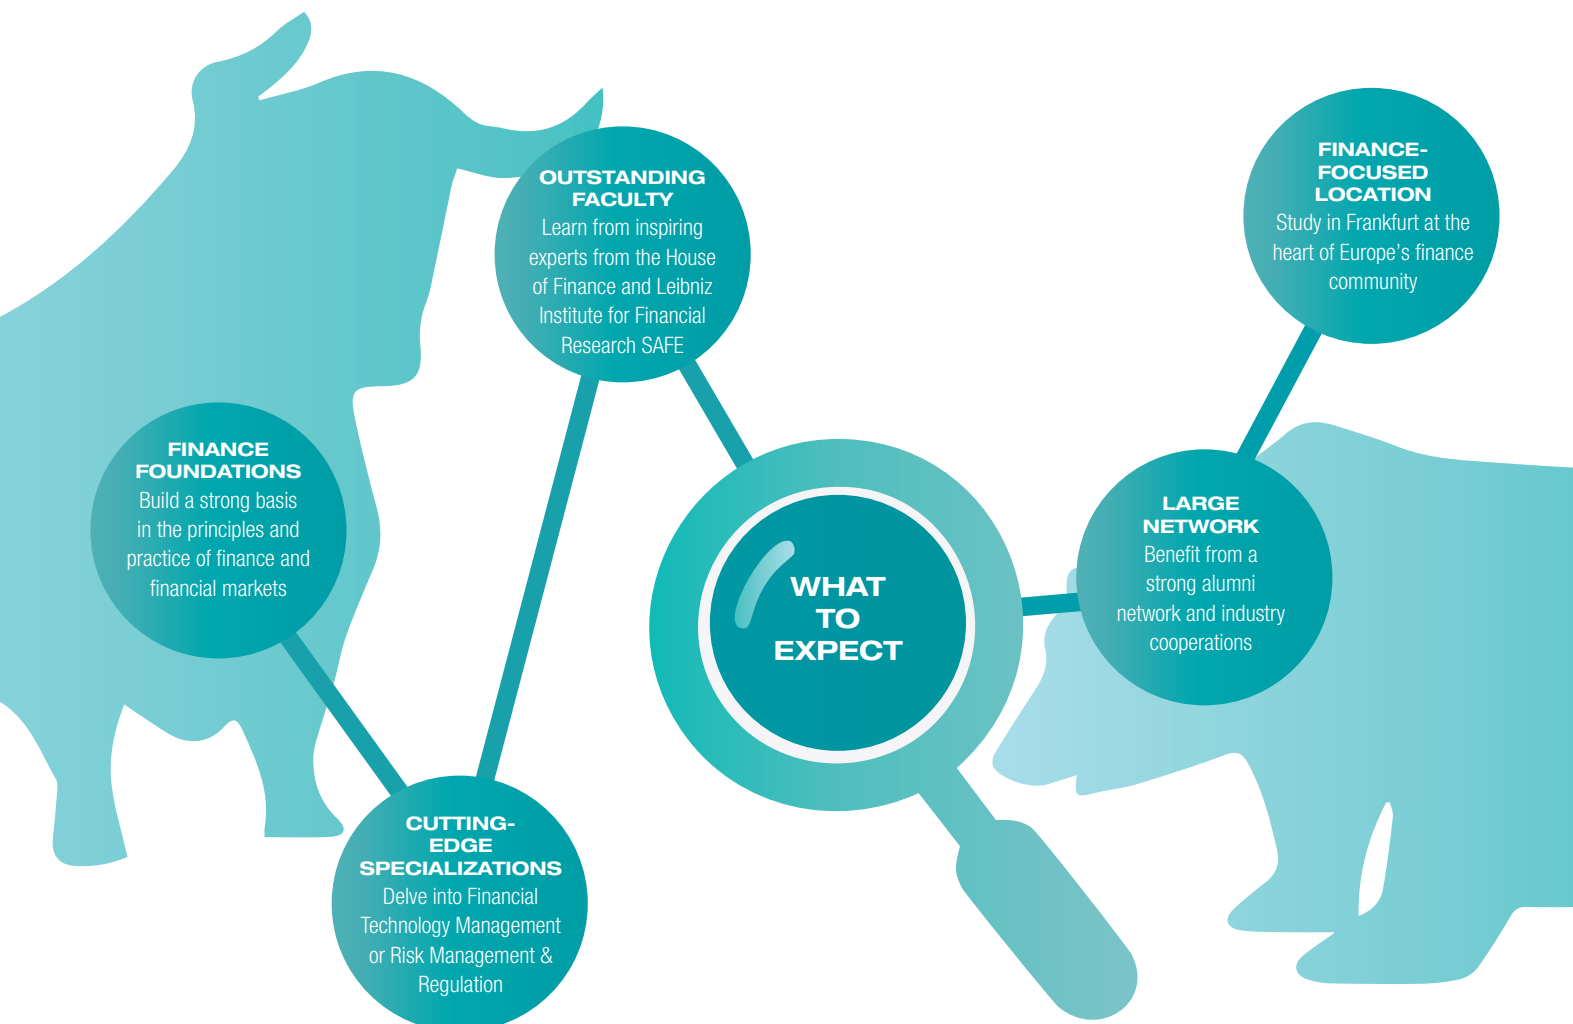 OUTSTANDING
FACULTY
Learn from inspiring
experts from the House
of Finance and Leibniz
Institute for Financial
Research SAFE
FINANCE-
FOCUSED
LOCATION
Study in Frankfurt at the
heart of Europe’s finance
community
FINANCE
FOUNDATIONS
Build a strong basis
in the principles and
practice of finance and
financial markets
WHAT
TO
EXPECT
LARGE
NETWORK
Benefit from a
strong alumni
network and industry
cooperations
CUTTING-
EDGE
SPECIALIZATIONS
Delve into Financial
Technology Management
or Risk Management &
Regulation